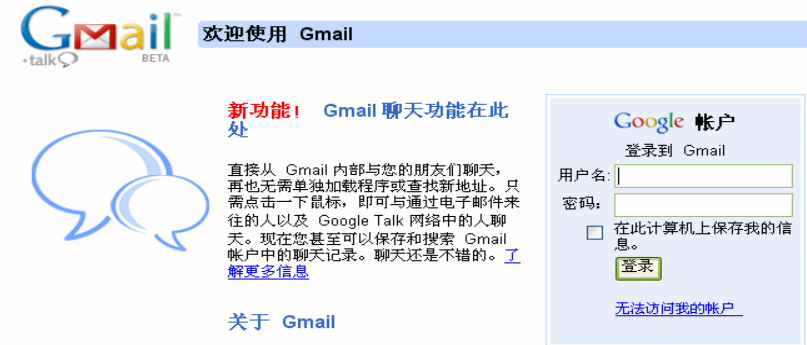 Gmail™
+talk
BETA
欢迎使用 Gmail
新功能! Gmail 聊天功能在此
处
直接从 Gmail 内部与您的朋友们聊天,
再也无需单独加载程序或查找新地址。只
需点击一下鼠标，即可与通过电子邮件来
往的人以及 Google Talk 网络中的人聊
天。现在您甚至可以保存和搜索 Gmail
帐户中的聊天记录。聊天还是不错的。了
解更多信息
关于 Gmail
Google 帐户
登录到 Gmail
用户名:
密码：
在此计算机上保存我的信
息。
登录
无法访问我的帐户